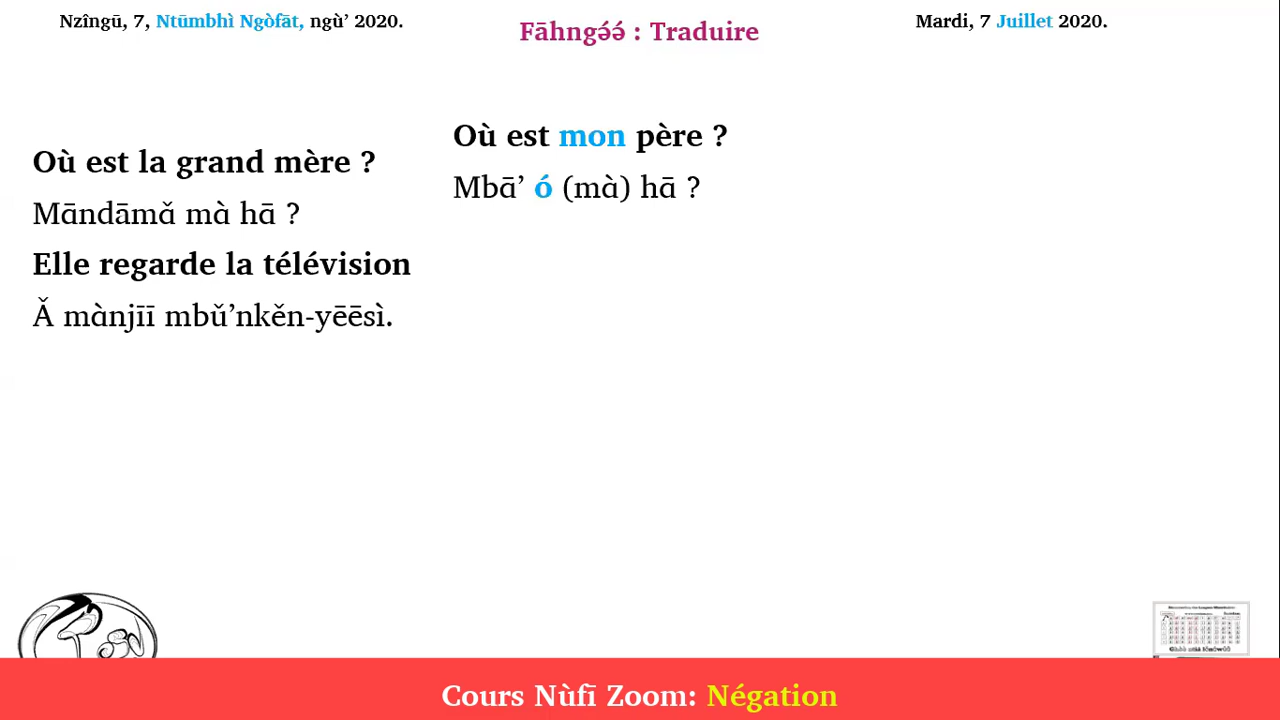 Nzîngū, 7, Ntūmbhì Ngòfāt, ngù’ 2020.
Fāhngə́ə́ : Traduire
Mardi, 7 Juillet 2020.
Où est la grand mère ?
Māndāmǎ mà hā ?
Elle regarde la télévision
Ǎ mànjīī mbǔ’nkěn-yēēsì.
Où est mon père ?
Mbā’ ó (mà) hā ?
Cours Nùfī Zoom: Négation